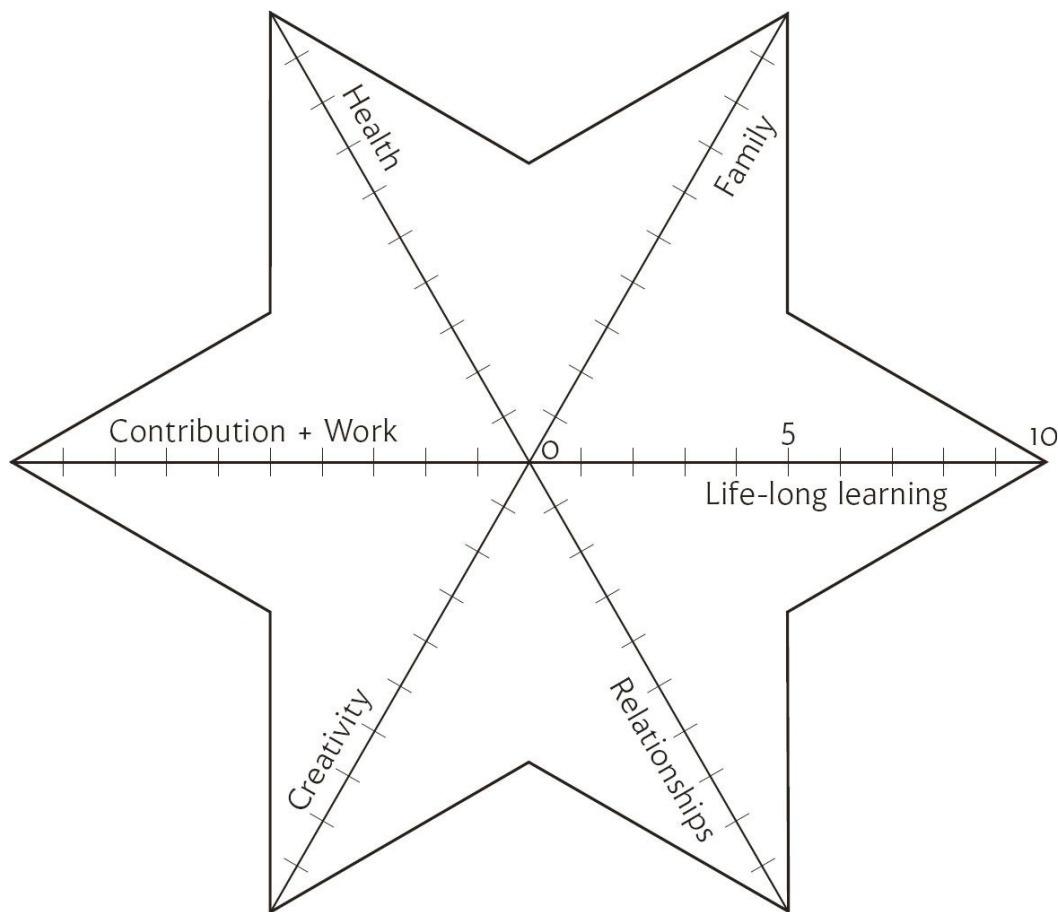 Health
Family
Contribution + Work
0
5
10
Life-long learning
Creativity
Relationships